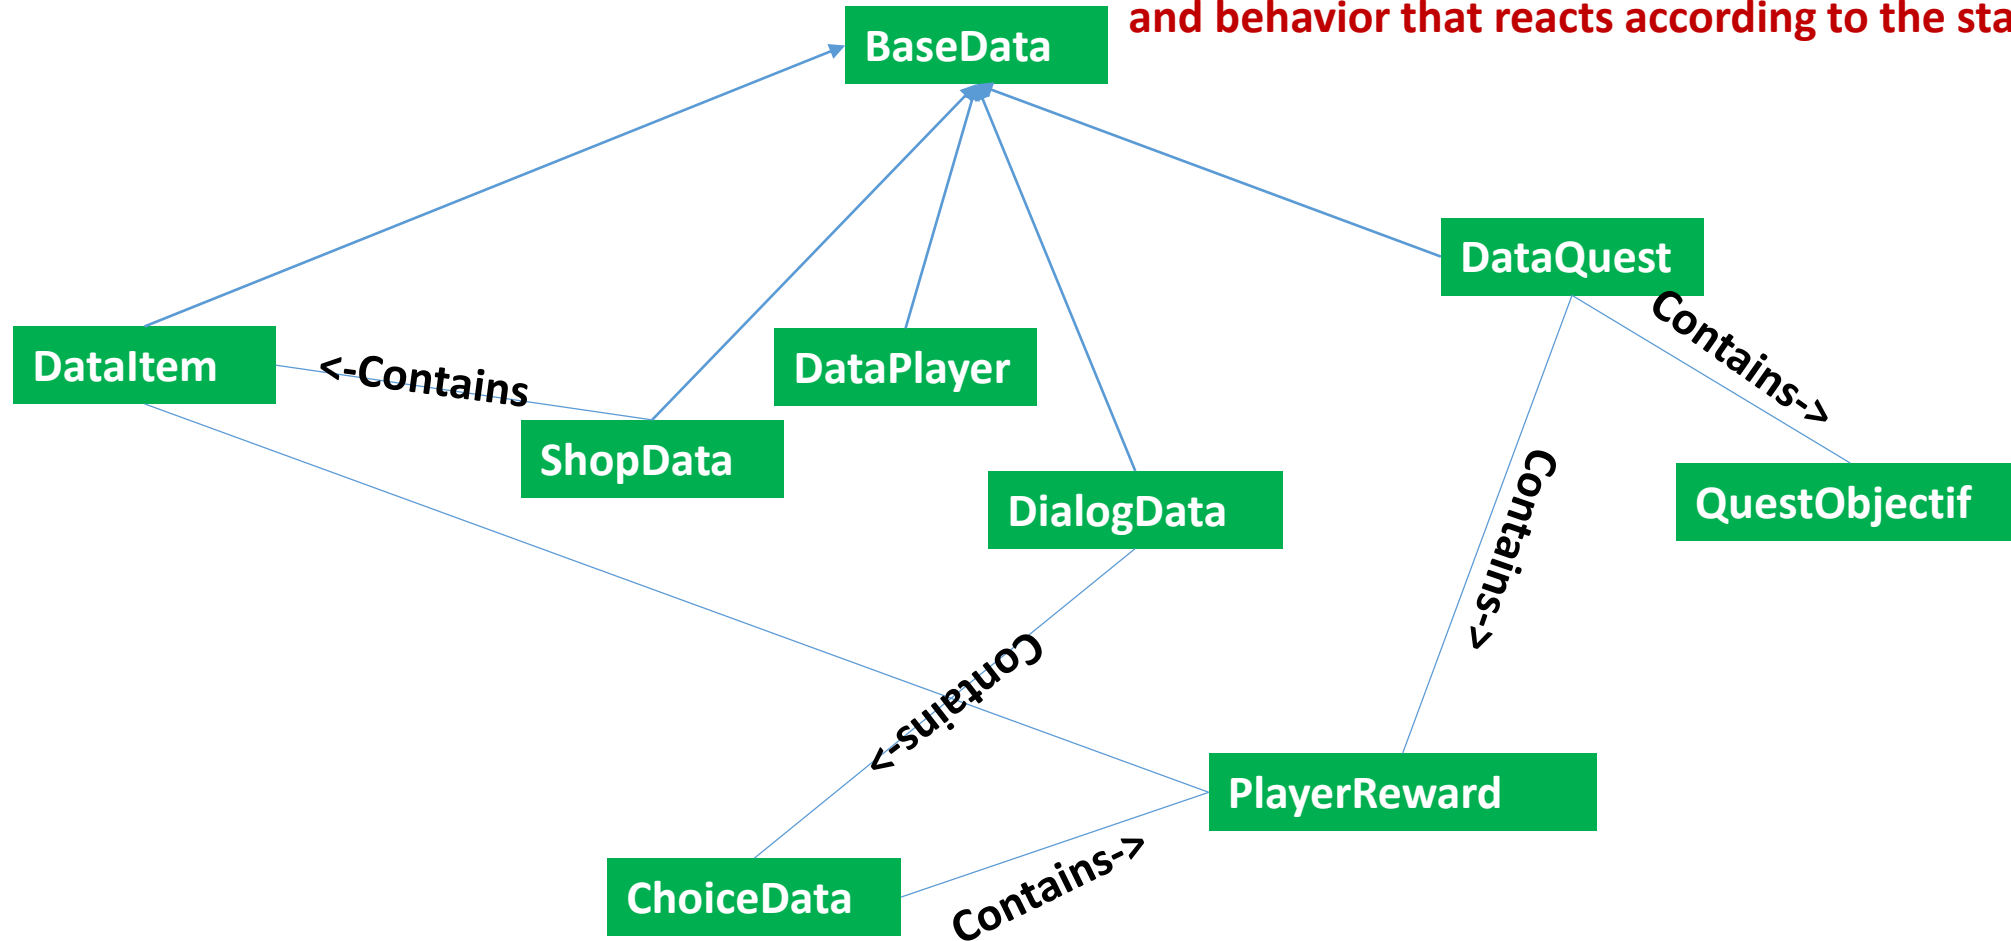 and behavior that reacts according to the sta
BaseData
DataQuest
Contains->
DataItem
<-Contains
DataPlayer
ShopData
DialogData
Contains->
QuestObjectif
Contains->
PlayerReward
ChoiceData
Contains->